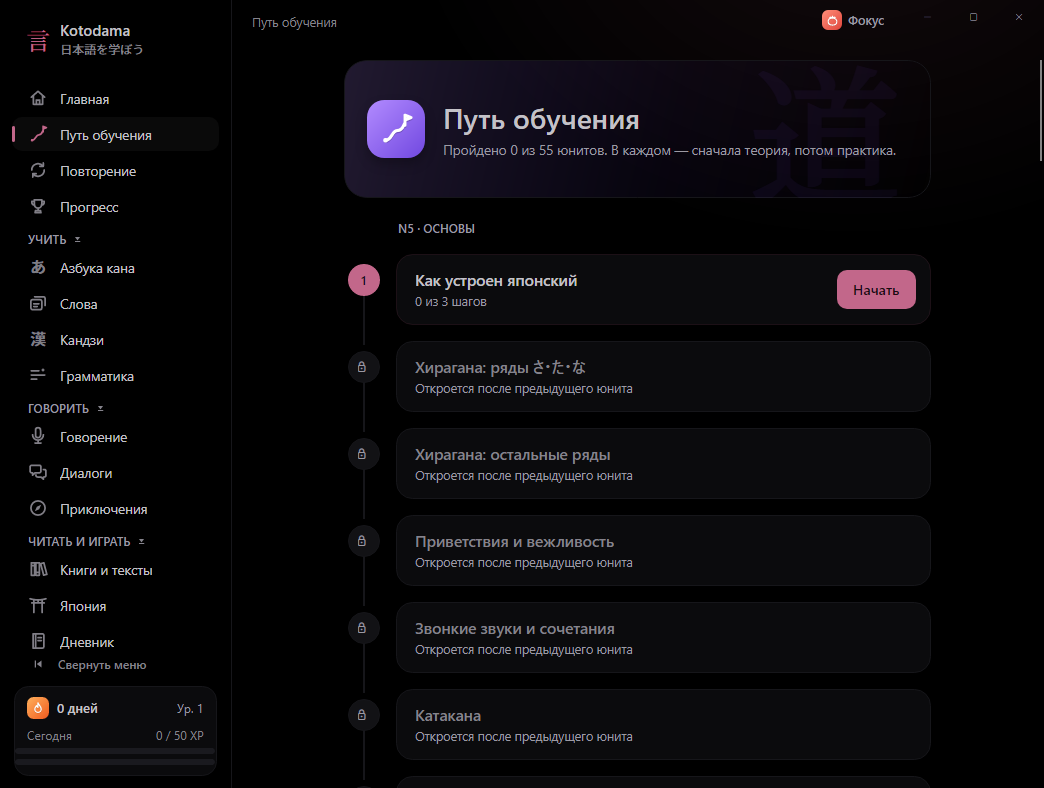 言
Kotodama
日本語を学ぼう
Главная
Путь обучения
Повторение
Прогресс
УЧИТЬ
あ Азбука кана
Слова
漢 Кандзи
Грамматика
ГОВОРИТЬ
Говорение
Диалоги
Приключения
ЧИТАТЬ И ИГРАТЬ
Книги и тексты
Япония
Дневник
Свернуть меню
0 дней Ур. 1
Сегодня 0 / 50 XP
Путь обучения
Фокус
道
Путь обучения
Пройдено 0 из 55 юнитов. В каждом — сначала теория, потом практика.
N5 · ОСНОВЫ
1
Как устроен японский
0 из 3 шагов
Начать
Хирагана: ряды さ・た・な
Откроется после предыдущего юнита
Хирагана: остальные ряды
Откроется после предыдущего юнита
Приветствия и вежливость
Откроется после предыдущего юнита
Звонкие звуки и сочетания
Откроется после предыдущего юнита
Катакана
Откроется после предыдущего юнита